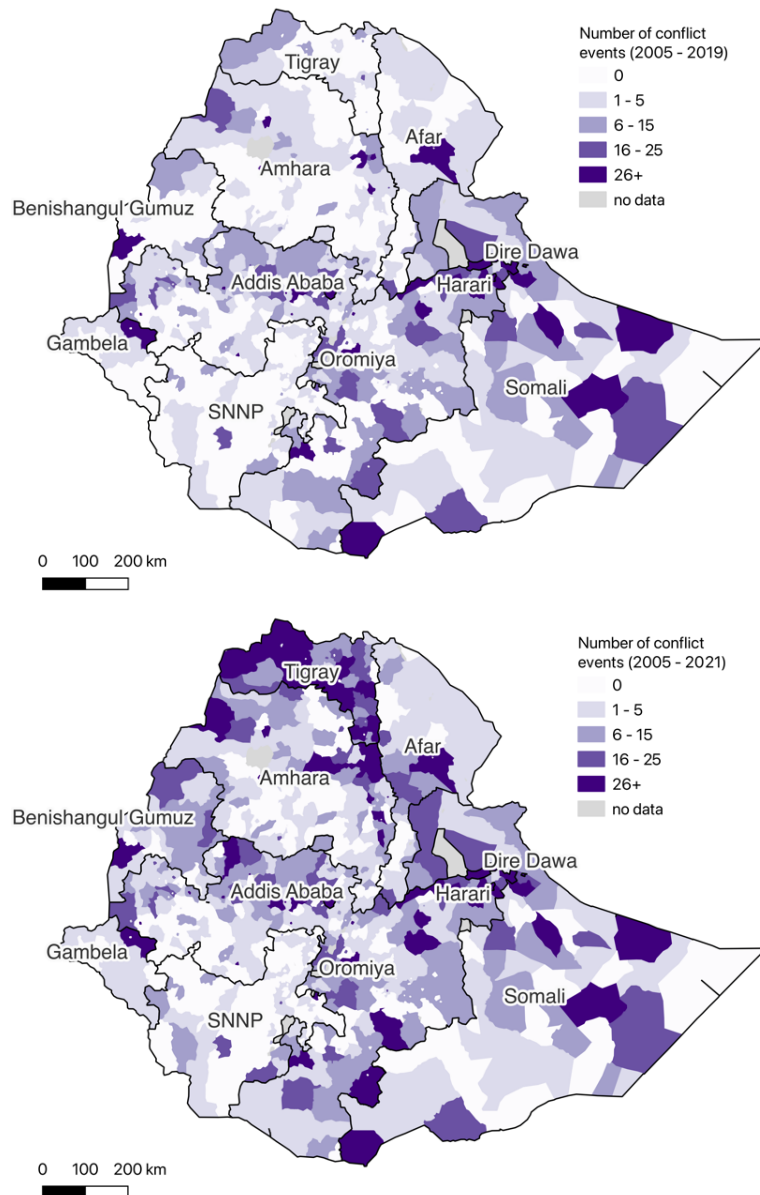 Number of conflict
events (2005 - 2019)
0
1 - 5
6 - 15
16 - 25
26+
no data
Tigray
Afar
Amhara
Benishangul Gumuz
Dire Dawa
Addis Ababa
Harari
Gambela
Oromiya
Somali
SNNP
0 100 200 km
Number of conflict
events (2005 - 2021)
0
1 - 5
6 - 15
16 - 25
26+
no data
Tigray
Afar
Amhara
Benishangul Gumuz
Dire Dawa
Addis Ababa
Harari
Gambela
Oromiya
Somali
SNNP
0 100 200 km